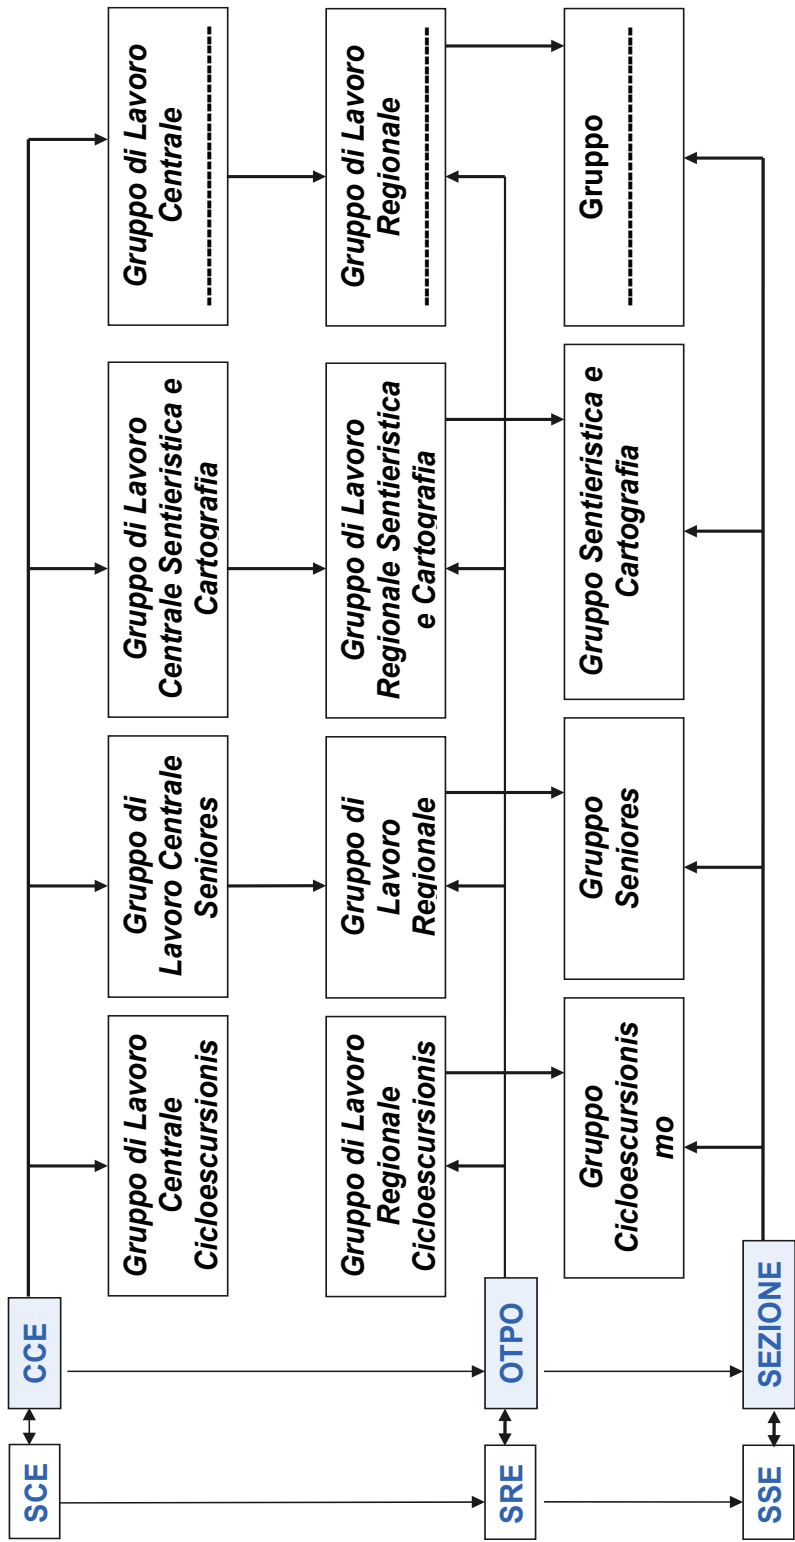 SCE
CCE
Gruppo di Lavoro
Centrale
Cicloescursionis
Gruppo di
Lavoro Centrale
Seniores
Gruppo di Lavoro
Centrale Sentieristica e
Cartografia
Gruppo di Lavoro
Centrale
Gruppo di Lavoro
Regionale
Cicloescursionis
Gruppo di
Lavoro
Regionale
Gruppo di Lavoro
Regionale Sentieristica
e Cartografia
Gruppo di Lavoro
Regionale
SRE
OTPO
Gruppo
Cicloescursionis
mo
Gruppo
Seniores
Gruppo Sentieristica e
Cartografia
Gruppo
SSE
SEZIONE